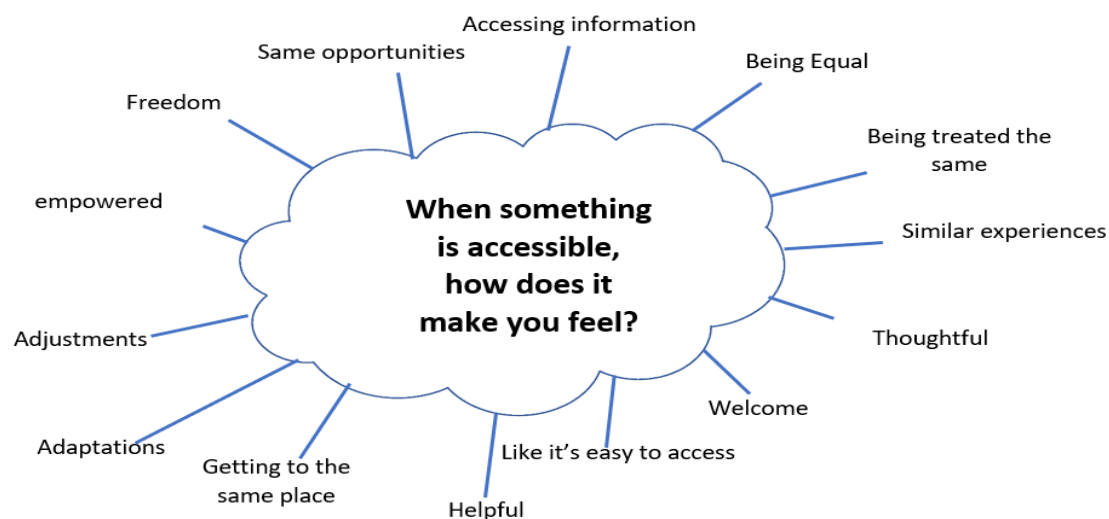 Accessing information
Same opportunities
Being Equal
Freedom
Being treated the
same
empowered
When something
is accessible,
how does it
make you feel?
Similar experiences
Adjustments
Thoughtful
Welcome
Adaptations
Like it’s easy to access
Getting to the
same place
Helpful